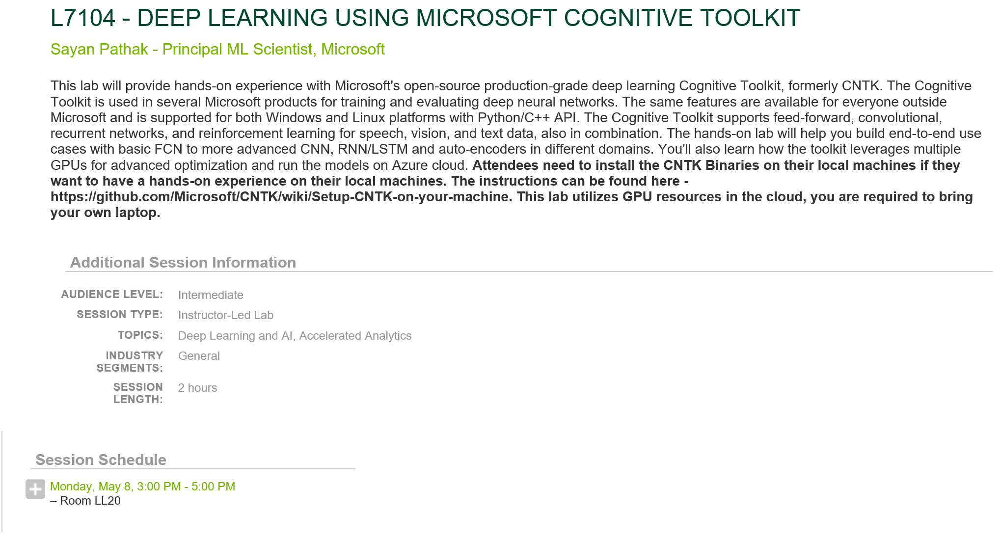 L7104 - DEEP LEARNING USING MICROSOFT COGNITIVE TOOLKIT
Sayan Pathak - Principal ML Scientist, Microsoft
This lab will provide hands-on experience with Microsoft's open-source production-grade deep learning Cognitive Toolkit, formerly CNTK. The Cognitive
Toolkit is used in several Microsoft products for training and evaluating deep neural networks. The same features are available for everyone outside
Microsoft and is supported for both Windows and Linux platforms with Python/C++ API. The Cognitive Toolkit supports feed-forward, convolutional,
recurrent networks, and reinforcement learning for speech, vision, and text data, also in combination. The hands-on lab will help you build end-to-end use
cases with basic FCN to more advanced CNN, RNN/LSTM and auto-encoders in different domains. You'll also learn how the toolkit leverages multiple
GPUs for advanced optimization and run the models on Azure cloud. Attendees need to install the CNTK Binaries on their local machines if they
want to have a hands-on experience on their local machines. The instructions can be found here -
https://github.com/Microsoft/CNTK/wiki/Setup-CNTK-on-your-machine. This lab utilizes GPU resources in the cloud, you are required to bring
your own laptop.
Additional Session Information
AUDIENCE LEVEL: Intermediate
SESSION TYPE: Instructor-Led Lab
TOPICS: Deep Learning and AI, Accelerated Analytics
INDUSTRY General
SEGMENTS:
SESSION 2 hours
LENGTH:
Session Schedule
Monday, May 8, 3:00 PM - 5:00 PM
– Room LL20